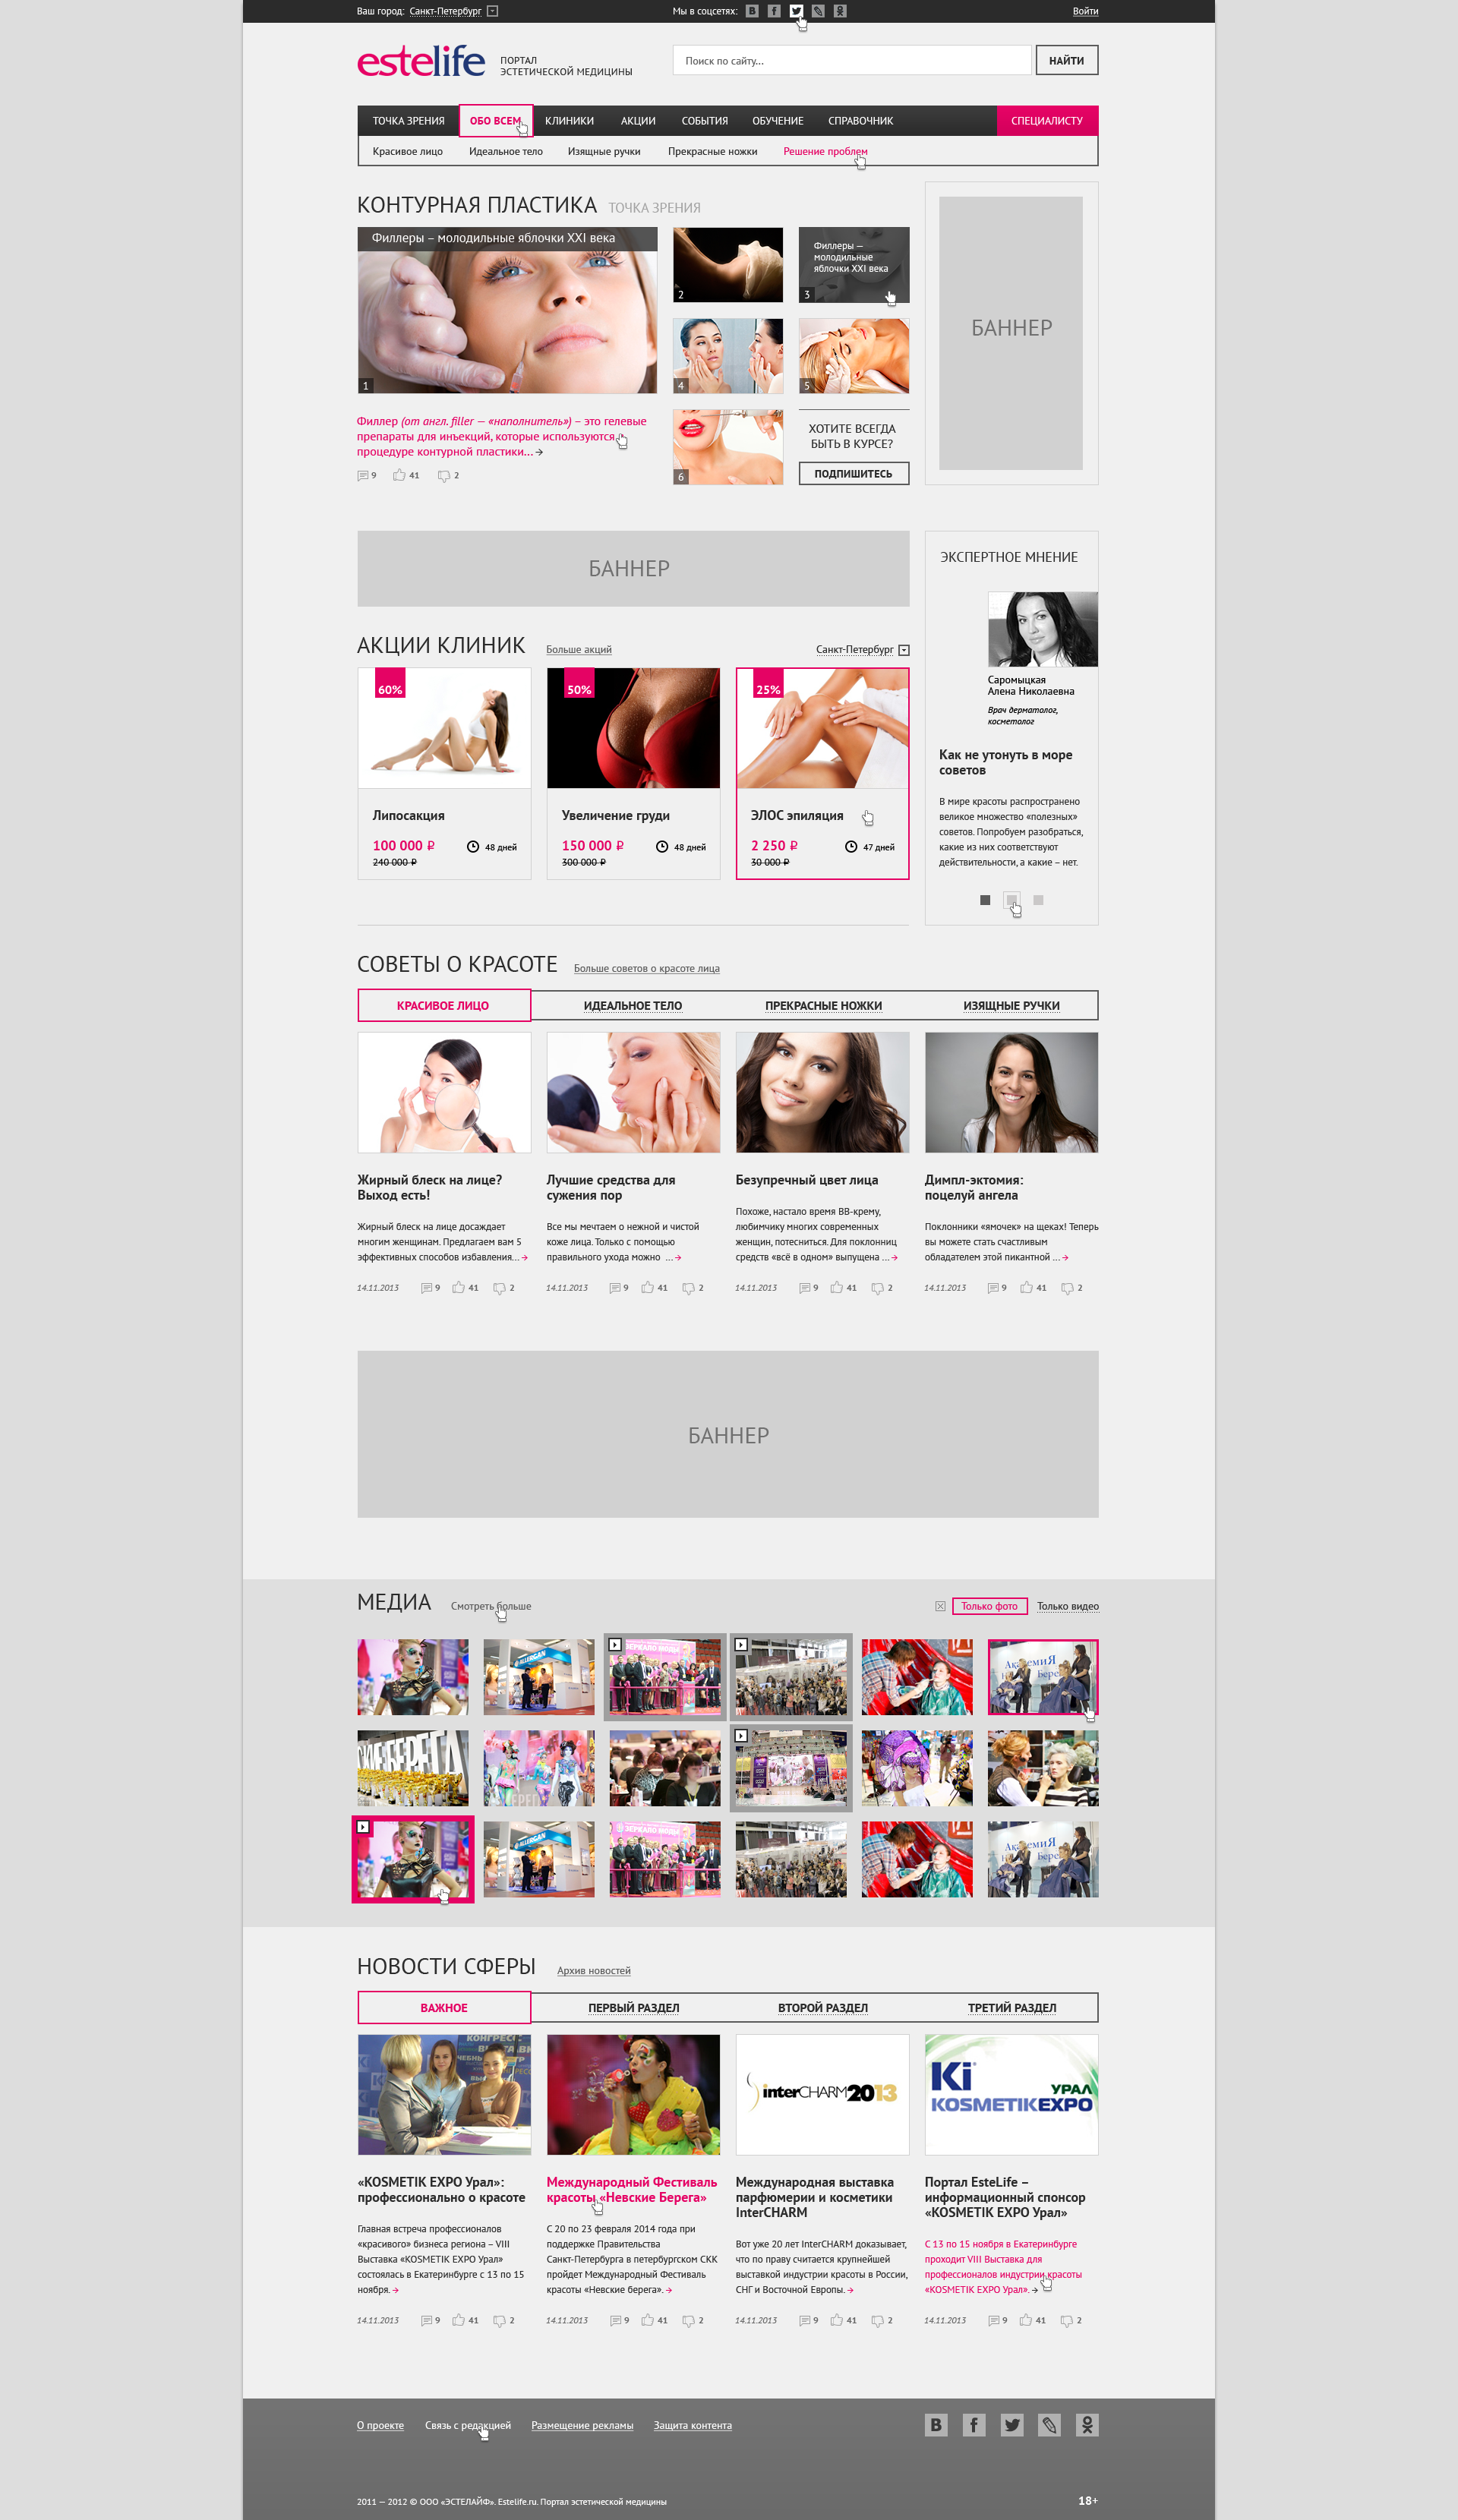 Ваш город: Санкт-Петербург
Мы в соцсетях:
Войти
estelife
ПОРТАЛ
ЭСТЕТИЧЕСКОЙ МЕДИЦИНЫ
Поиск по сайту...
НАЙТИ
ТОЧКА ЗРЕНИЯ
ОБО ВСЕМ
КЛИНИКИ
АКЦИИ
СОБЫТИЯ
ОБУЧЕНИЕ
СПРАВОЧНИК
СПЕЦИАЛИСТУ
Красивое лицо
Идеальное тело
Изящные ручки
Прекрасные ножки
Решение проблем
КОНТУРНАЯ ПЛАСТИКА
ТОЧКА ЗРЕНИЯ
Филлеры – молодильные яблочки XXI века
1
2
Филлеры —
молодильные
яблочки XXI века
3
4
5
6
Филлер (от англ. filler — «наполнитель») – это гелевые
препараты для инъекций, которые используются
процедуре контурной пластики...
9
41
2
ХОТИТЕ ВСЕГДА
БЫТЬ В КУРСЕ?
ПОДПИШИТЕСЬ
БАННЕР
БАННЕР
АКЦИИ КЛИНИК
Больше акций
Санкт-Петербург
60%
Липосакция
100 000 ₽
48 дней
240 000 ₽
50%
Увеличение груди
150 000 ₽
48 дней
300 000 ₽
25%
ЭЛОС эпиляция
2 250 ₽
47 дней
30 000 ₽
ЭКСПЕРТНОЕ МНЕНИЕ
Саромыцкая
Алена Николаевна
Врач дерматолог,
косметолог
Как не утонуть в море
советов
В мире красоты распространено
великое множество «полезных»
советов. Попробуем разобраться,
какие из них соответствуют
действительности, а какие – нет.
СОВЕТЫ О КРАСОТЕ
Больше советов о красоте лица
КРАСИВОЕ ЛИЦО
ИДЕАЛЬНОЕ ТЕЛО
ПРЕКРАСНЫЕ НОЖКИ
ИЗЯЩНЫЕ РУЧКИ
Жирный блеск на лице?
Выход есть!
Жирный блеск на лице досаждает
многим женщинам. Предлагаем вам 5
эффективных способов избавления...
14.11.2013
9
41
2
Лучшие средства для
сужения пор
Все мы мечтаем о нежной и чистой
коже лица. Только с помощью
правильного ухода можно ...
14.11.2013
9
41
2
Безупречный цвет лица
Похоже, настало время BB-крему,
любимчику многих современных
женщин, потесниться. Для поклонниц
средств «всё в одном» выпущена ...
14.11.2013
9
41
2
Димпл-эктомия:
поцелуй ангела
Поклонники «ямочек» на щеках! Теперь
вы можете стать счастливым
обладателем этой пикантной ...
14.11.2013
9
41
2
БАННЕР
МЕДИА
Смотреть больше
Только фото
Только видео
ALLERGAN
ЗЕРКАЛО МОДЫ
АкадемиЯ
Бере
СКИЕ БЕРЕГА
ALLERGAN
ЗЕРКАЛО МОДЫ
АкадемиЯ
Бере
НОВОСТИ СФЕРЫ
Архив новостей
ВАЖНОЕ
ПЕРВЫЙ РАЗДЕЛ
ВТОРОЙ РАЗДЕЛ
ТРЕТИЙ РАЗДЕЛ
КОНГРЕСС
ВЫСТАВК
interCHARM2013
Ki
УРАЛ
KOSMETIKEXPO
«KOSMETIK EXPO Урал»:
профессионально о красоте
Главная встреча профессионалов
«красивого» бизнеса региона – VIII
Выставка «KOSMETIK EXPO Урал»
состоялась в Екатеринбурге с 13 по 15
ноября.
14.11.2013
9
41
2
Международный Фестиваль
красоты «Невские Берега»
С 20 по 23 февраля 2014 года при
поддержке Правительства
Санкт-Петербурга в петербургском СКК
пройдет Международный Фестиваль
красоты «Невские берега».
14.11.2013
9
41
2
Международная выставка
парфюмерии и косметики
InterCHARM
Вот уже 20 лет InterCHARM доказывает,
что по праву считается крупнейшей
выставкой индустрии красоты в России,
СНГ и Восточной Европы.
14.11.2013
9
41
2
Портал EsteLife –
информационный спонсор
«KOSMETIK EXPO Урал»
С 13 по 15 ноября в Екатеринбурге
проходит VIII Выставка для
профессионалов индустрии красоты
«KOSMETIK EXPO Урал».
14.11.2013
9
41
2
О проекте
Связь с редакцией
Размещение рекламы
Защита контента
2011 — 2012 © ООО «ЭСТЕЛАЙФ». Estelife.ru. Портал эстетической медицины
18+